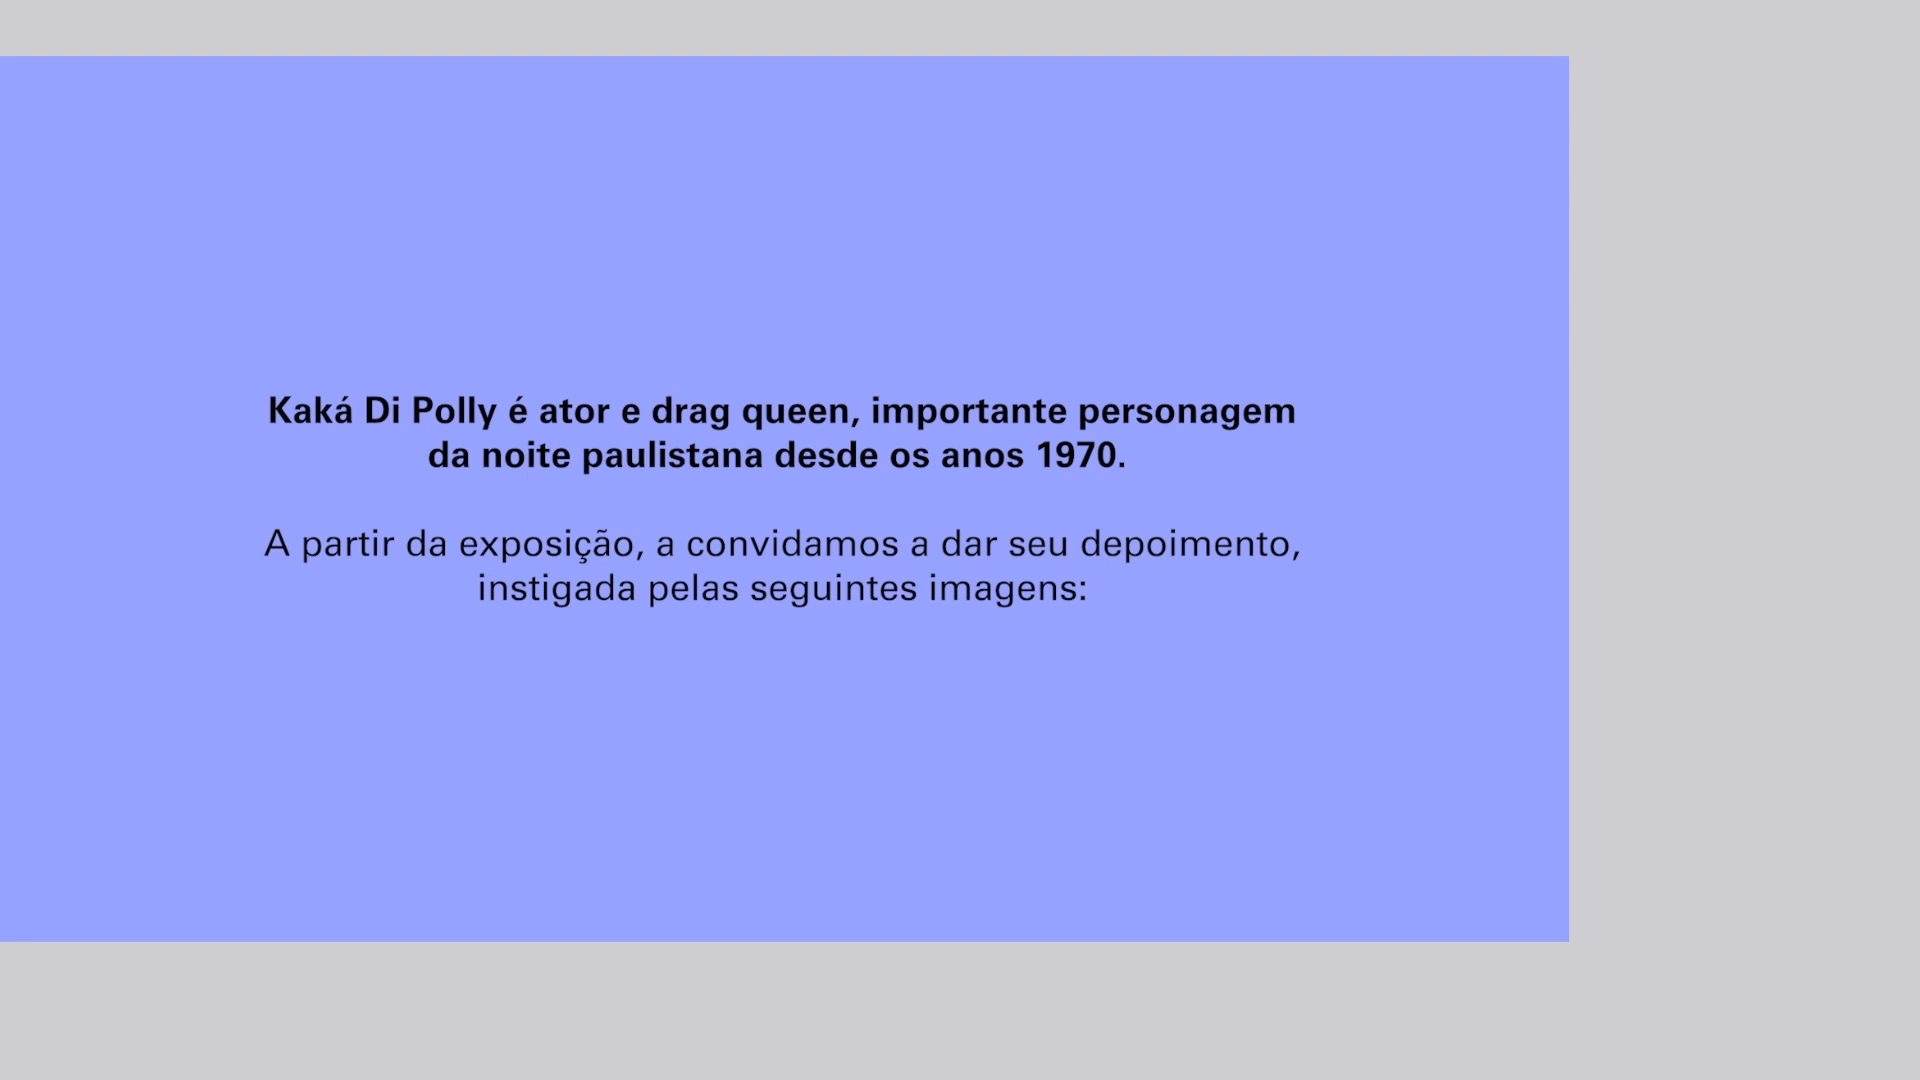 Kaká Di Polly é ator e drag queen, importante personagem
da noite paulistana desde os anos 1970.
A partir da exposição, a convidamos a dar seu depoimento,
instigada pelas seguintes imagens: